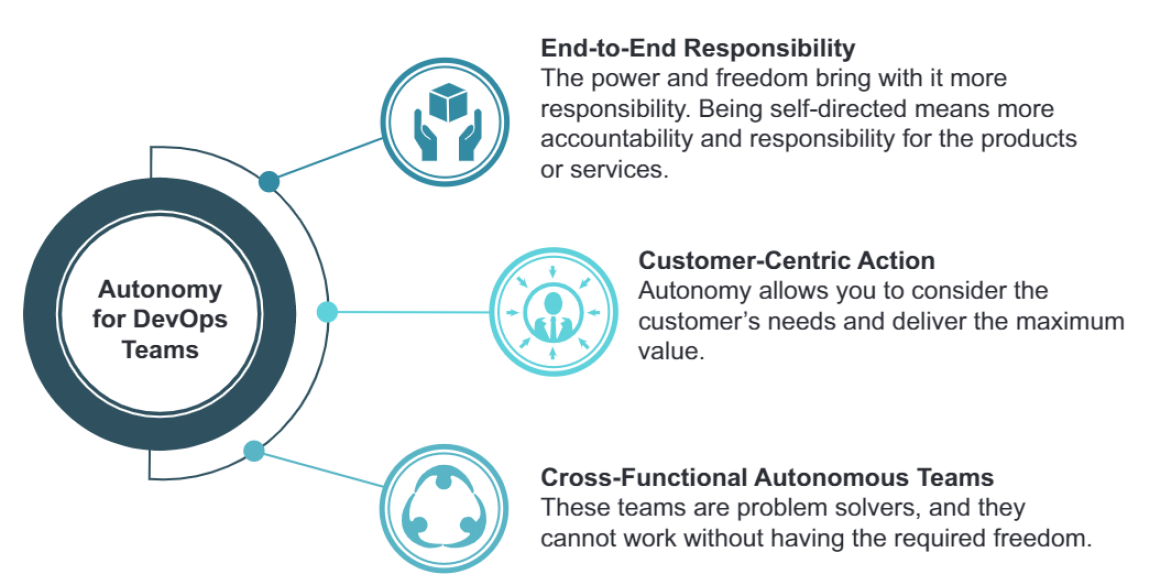 Autonomy
for DevOps
Teams
End-to-End Responsibility
The power and freedom bring with it more
responsibility. Being self-directed means more
accountability and responsibility for the products
or services.
Customer-Centric Action
Autonomy allows you to consider the
customer’s needs and deliver the maximum
value.
Cross-Functional Autonomous Teams
These teams are problem solvers, and they
cannot work without having the required freedom.